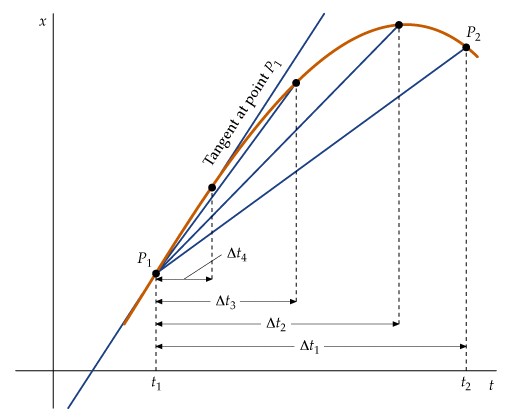 x
P₂
Tangent at point P₁
P₁
Δt₄
Δt₃
Δt₂
Δt₁
t₁
t₂
t